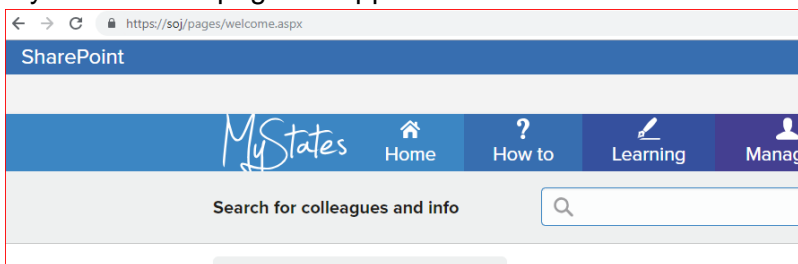 https://soj/pages/welcome.aspx
SharePoint
MyStates
Home
? How to
Learning
Search for colleagues and info